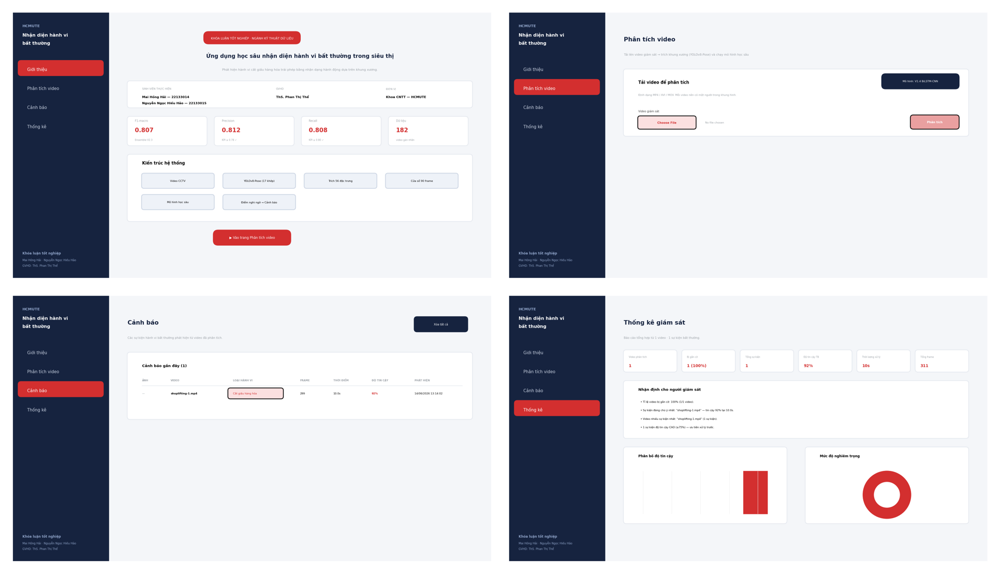 HCMUTE
Nhận diện hành vi
bất thường
Giới thiệu
Phân tích video
Cảnh báo
Thống kê
Khóa luận tốt nghiệp
Mai Hồng Hải · Nguyễn Ngọc Hiếu Hảo
GVHD: ThS. Phan Thị Thể
KHÓA LUẬN TỐT NGHIỆP · NGÀNH KỸ THUẬT DỮ LIỆU
Ứng dụng học sâu nhận diện hành vi bất thường trong siêu thị
Phát hiện hành vi cất giấu hàng hóa trái phép bằng nhận dạng hành động dựa trên khung xương.
SINH VIÊN THỰC HIỆN
Mai Hồng Hải — 22133014
Nguyễn Ngọc Hiếu Hảo — 22133015
GVHD
ThS. Phan Thị Thể
ĐƠN VỊ
Khoa CNTT — HCMUTE
F1-macro
0.807
Ensemble V2.1
Precision
0.812
KPI ≥ 0.78 ✓
Recall
0.808
KPI ≥ 0.80 ✓
Dữ liệu
182
video gán nhãn
Kiến trúc hệ thống
Video CCTV
YOLOv8-Pose (17 khớp)
Trích 56 đặc trưng
Cửa sổ 90 frame
Mô hình học sâu
Điểm nghi ngờ → Cảnh báo
▶ Vào trang Phân tích video
HCMUTE
Nhận diện hành vi
bất thường
Giới thiệu
Phân tích video
Cảnh báo
Thống kê
Khóa luận tốt nghiệp
Mai Hồng Hải · Nguyễn Ngọc Hiếu Hảo
GVHD: ThS. Phan Thị Thể
Phân tích video
Tải lên video giám sát → trích khung xương (YOLOv8-Pose) và chạy mô hình học sâu
Tải video để phân tích
Mô hình: V1.4 BiLSTM-CNN
Định dạng MP4 / AVI / MOV. Mỗi video nên có một người trong khung hình.
Video giám sát
Choose File
No file chosen
Phân tích
HCMUTE
Nhận diện hành vi
bất thường
Giới thiệu
Phân tích video
Cảnh báo
Thống kê
Khóa luận tốt nghiệp
Mai Hồng Hải · Nguyễn Ngọc Hiếu Hảo
GVHD: ThS. Phan Thị Thể
Cảnh báo
Xóa tất cả
Các sự kiện hành vi bất thường phát hiện từ video đã phân tích.
Cảnh báo gần đây (1)
ẢNH VIDEO LOẠI HÀNH VI FRAME THỜI ĐIỂM ĐỘ TIN CẬY PHÁT HIỆN
— shoplifting-1.mp4 Cất giấu hàng hóa 299 10.0s 92% 14/06/2026 13:14:02
HCMUTE
Nhận diện hành vi
bất thường
Giới thiệu
Phân tích video
Cảnh báo
Thống kê
Khóa luận tốt nghiệp
Mai Hồng Hải · Nguyễn Ngọc Hiếu Hảo
GVHD: ThS. Phan Thị Thể
Thống kê giám sát
Báo cáo tổng hợp từ 1 video · 1 sự kiện bất thường
Video phân tích
1
Bị gắn cờ
1 (100%)
Tổng sự kiện
1
Độ tin cậy TB
92%
Thời lượng xử lý
10s
Tổng frame
311
Nhận định cho người giám sát
• Tỉ lệ video bị gắn cờ: 100% (1/1 video).
• Sự kiện đáng chú ý nhất: "shoplifting-1.mp4" — tin cậy 92% tại 10.0s.
• Video nhiều sự kiện nhất: "shoplifting-1.mp4" (1 sự kiện).
• 1 sự kiện độ tin cậy CAO (≥75%) — ưu tiên xử lý trước.
Phân bố độ tin cậy
Mức độ nghiêm trọng